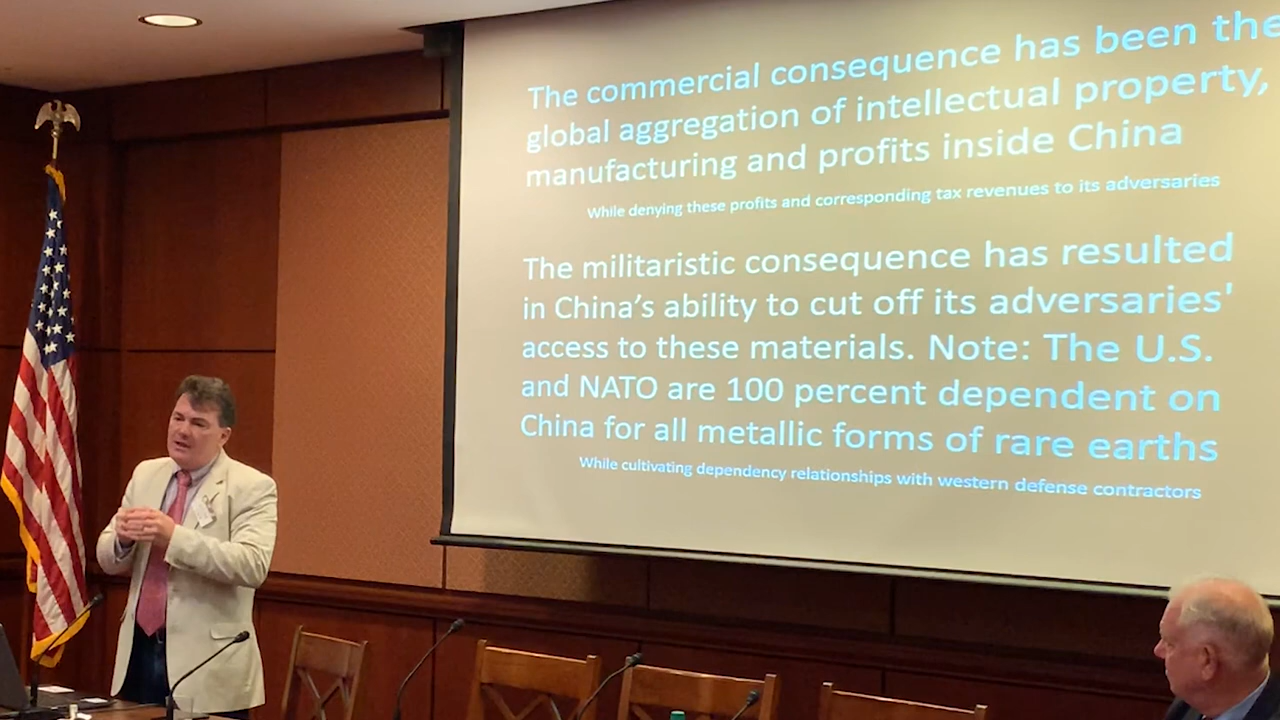 The commercial consequence has been the
global aggregation of intellectual property,
manufacturing and profits inside China
While denying these profits and corresponding tax revenues to its adversaries
The militaristic consequence has resulted
in China’s ability to cut off its adversaries'
access to these materials. Note: The U.S.
and NATO are 100 percent dependent on
China for all metallic forms of rare earths
While cultivating dependency relationships with western defense contractors